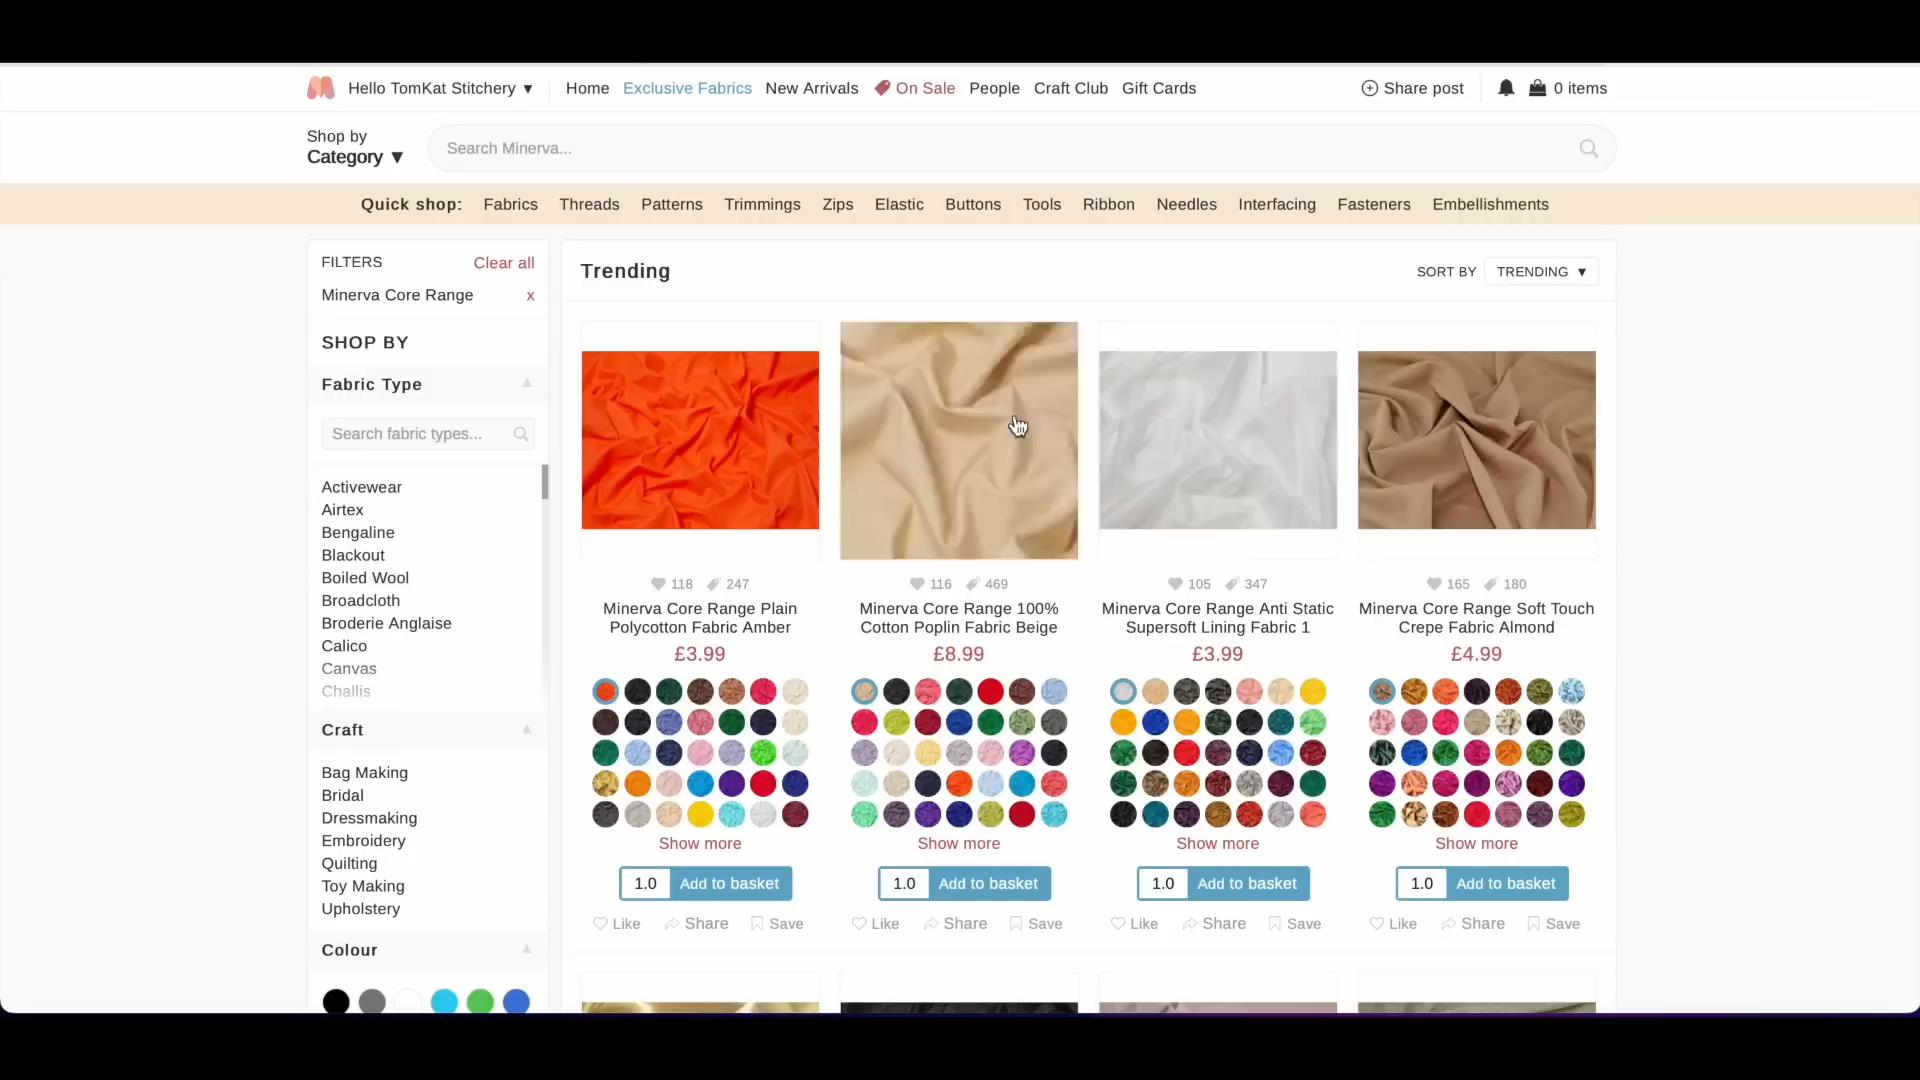 Hello TomKat Stitchery ▼
Home
Exclusive Fabrics
New Arrivals
On Sale
People
Craft Club
Gift Cards
Share post
0 items
Shop by
Category ▼
Search Minerva...
Quick shop:
Fabrics
Threads
Patterns
Trimmings
Zips
Elastic
Buttons
Tools
Ribbon
Needles
Interfacing
Fasteners
Embellishments
FILTERS
Clear all
Minerva Core Range
x
SHOP BY
Fabric Type
Search fabric types...
Activewear
Airtex
Bengaline
Blackout
Boiled Wool
Broadcloth
Broderie Anglaise
Calico
Canvas
Challis
Craft
Bag Making
Bridal
Dressmaking
Embroidery
Quilting
Toy Making
Upholstery
Colour
Trending
SORT BY
TRENDING ▼
118
247
Minerva Core Range Plain
Polycotton Fabric Amber
£3.99
Show more
1.0
Add to basket
Like
Share
Save
116
469
Minerva Core Range 100%
Cotton Poplin Fabric Beige
£8.99
Show more
1.0
Add to basket
Like
Share
Save
105
347
Minerva Core Range Anti Static
Supersoft Lining Fabric 1
£3.99
Show more
1.0
Add to basket
Like
Share
Save
165
180
Minerva Core Range Soft Touch
Crepe Fabric Almond
£4.99
Show more
1.0
Add to basket
Like
Share
Save